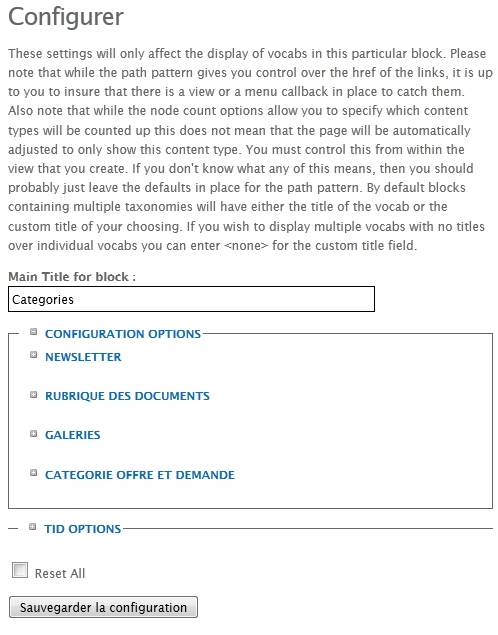 Configurer
These settings will only affect the display of vocabs in this particular block. Please
note that while the path pattern gives you control over the href of the links, it is up
to you to insure that there is a view or a menu callback in place to catch them.
Also note that while the node count options allow you to specify which content
types will be counted up this does not mean that the page will be automatically
adjusted to only show this content type. You must control this from within the
view that you create. If you don't know what any of this means, then you should
probably just leave the defaults in place for the path pattern. By default blocks
containing multiple taxonomies will have either the title of the vocab or the
custom title of your choosing. If you wish to display multiple vocabs with no titles
over individual vocabs you can enter <none> for the custom title field.
Main Title for block :
Categories
CONFIGURATION OPTIONS
NEWSLETTER
RUBRIQUE DES DOCUMENTS
GALERIES
CATEGORIE OFFRE ET DEMANDE
TID OPTIONS
Reset All
Sauvegarder la configuration